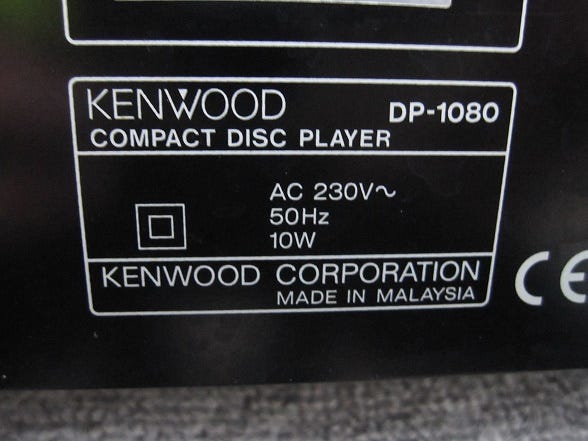 KENWOOD DP-1080
COMPACT DISC PLAYER
AC 230V~
50Hz
10W
KENWOOD CORPORATION
MADE IN MALAYSIA
CE